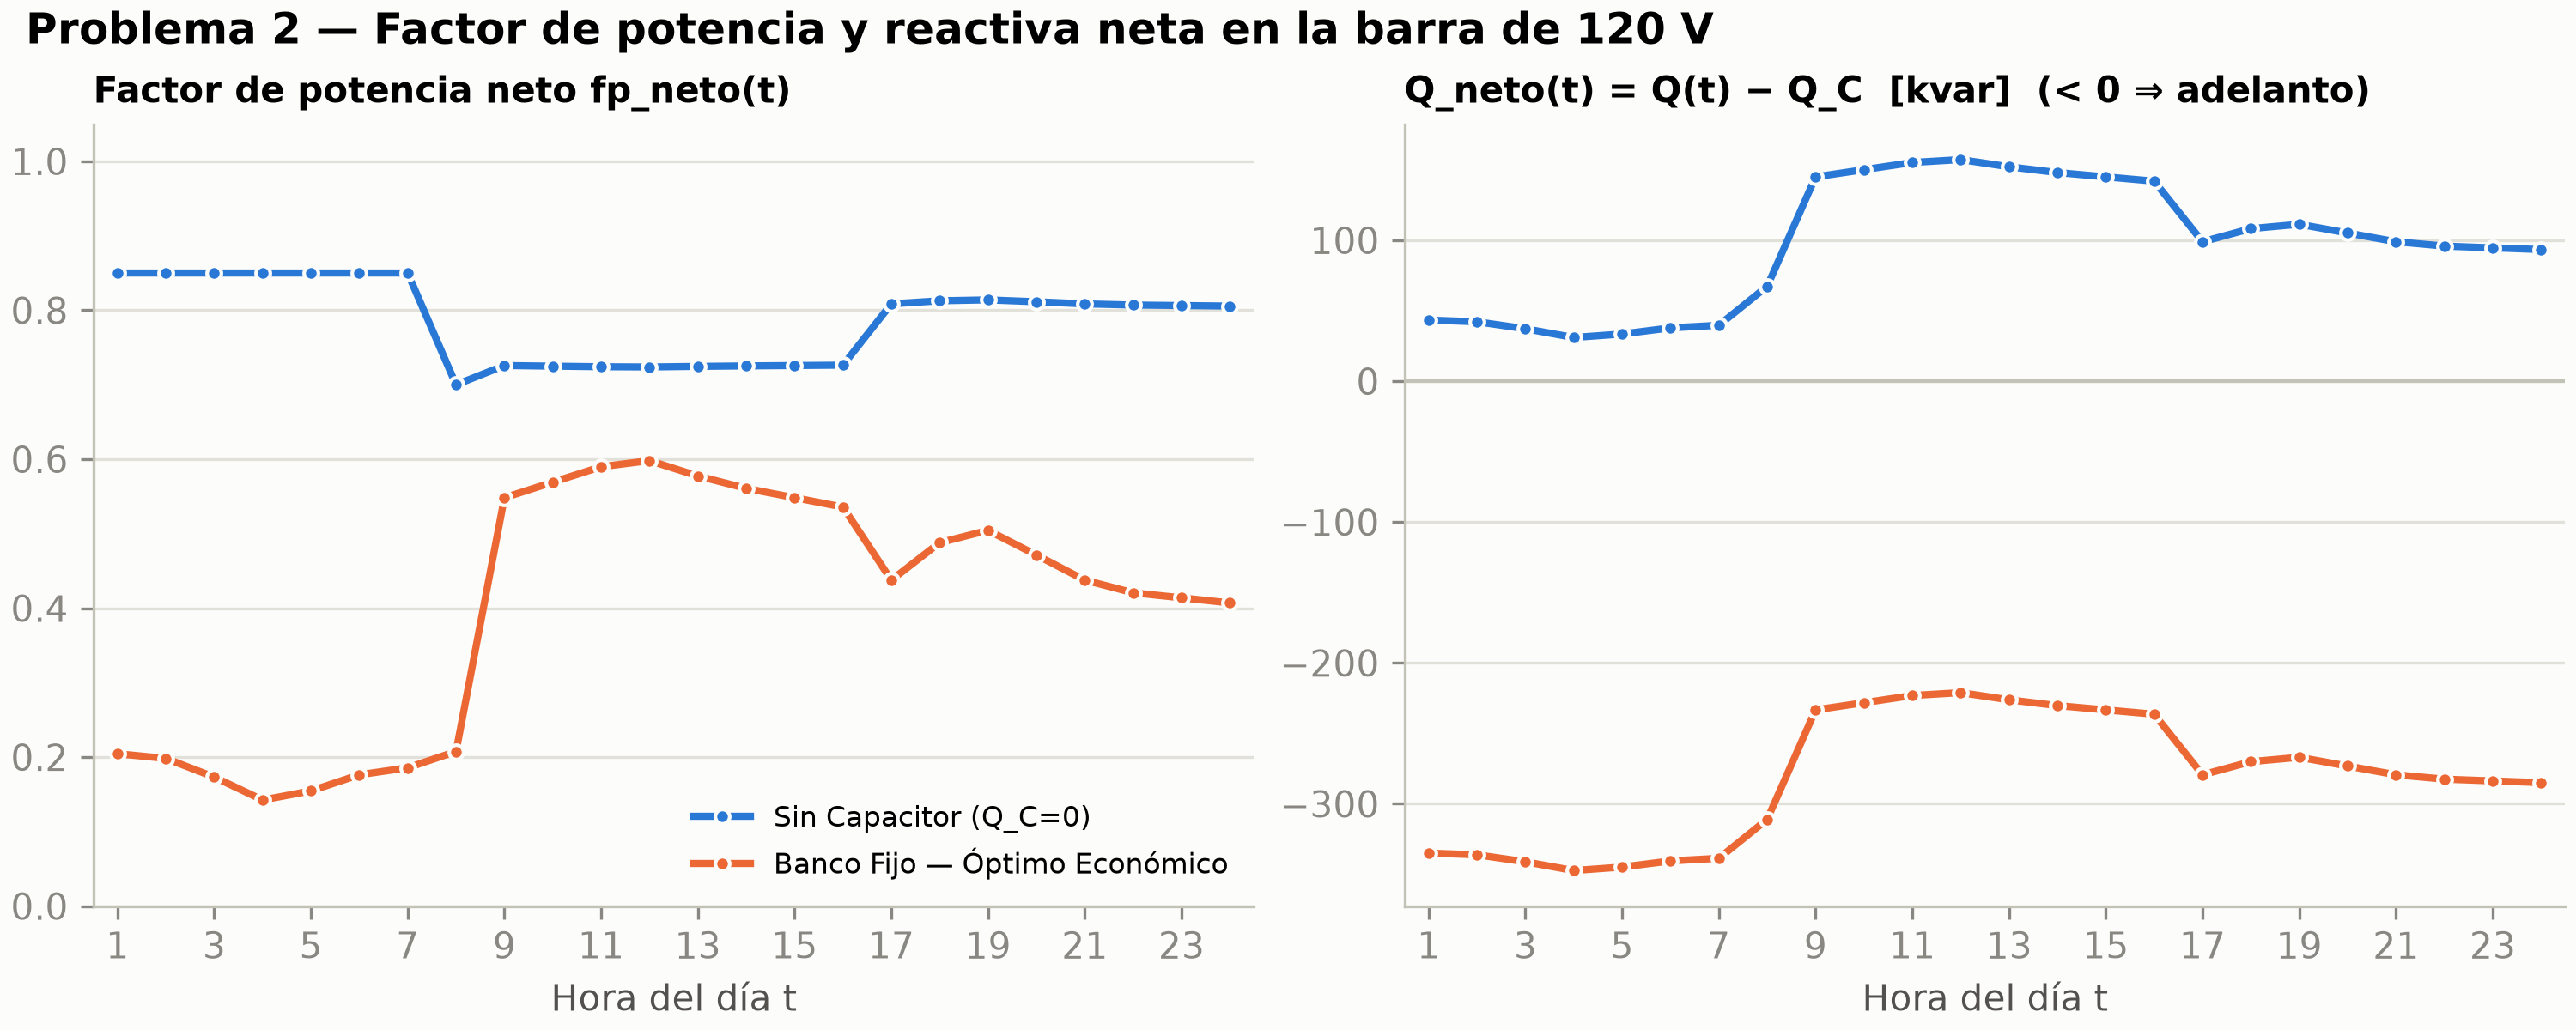 Problema 2 — Factor de potencia y reactiva neta en la barra de 120 V
Factor de potencia neto fp_neto(t)
1.0
0.8
0.6
0.4
0.2
0.0
1 3 5 7 9 11 13 15 17 19 21 23
Hora del día t
Sin Capacitor (Q_C=0)
Banco Fijo — Óptimo Económico
Q_neto(t) = Q(t) − Q_C [kvar] (< 0 ⇒ adelanto)
100
0
−100
−200
−300
1 3 5 7 9 11 13 15 17 19 21 23
Hora del día t